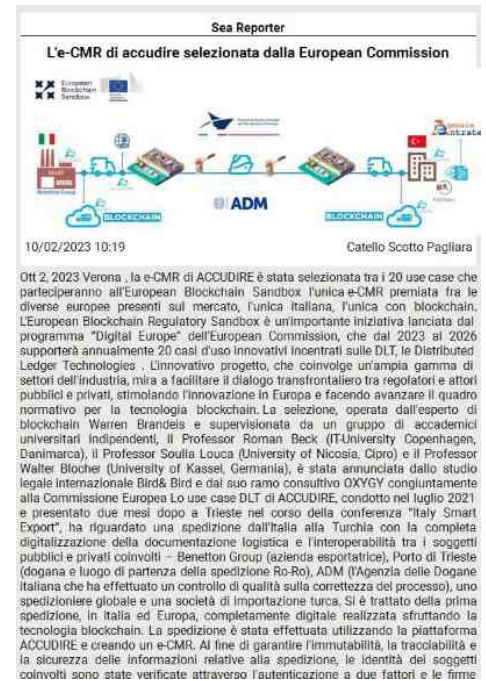 Sea Reporter
L'e-CMR di accudire selezionata dalla European Commission
European
Blockchain
Sandbox
ADM
BLOCKCHAIN
BLOCKCHAIN
10/02/2023 10:19
Catello Scotto Pagliara
Ott 2, 2023 Verona , la e-CMR di ACCUDIRE è stata selezionata tra i 20 use case che
parteciperanno all'European Blockchain Sandbox l'unica e-CMR premiata fra le
diverse europee presenti sul mercato, l'unica italiana, l'unica con blockchain.
L'European Blockchain Regulatory Sandbox è un'importante iniziativa lanciata dal
programma "Digital Europe" dell'European Commission, che dal 2023 al 2026
supporterà annualmente 20 casi d'uso innovativi incentrati sulle DLT, le Distributed
Ledger Technologies . L'innovativo progetto, che coinvolge un'ampia gamma di
settori dell'industria, mira a facilitare il dialogo transfrontaliero tra regolatori e attori
pubblici e privati, stimolando l'innovazione in Europa e facendo avanzare il quadro
normativo per la tecnologia blockchain. La selezione, operata dall'esperto di
blockchain Warren Brandeis e supervisionata da un gruppo di accademici
universitari indipendenti, il Professor Roman Beck (IT-University Copenhagen,
Danimarca), il Professor Soulla Louca (University of Nicosia, Cipro) e il Professor
Walter Blocher (University of Kassel, Germania), è stata annunciata dallo studio
legale internazionale Bird& Bird e dal suo ramo consultivo OXYGY congiuntamente
alla Commissione Europea Lo use case DLT di ACCUDIRE, condotto nel luglio 2021
e presentato due mesi dopo a Trieste nel corso della conferenza "Italy Smart
Export", ha riguardato una spedizione dall'Italia alla Turchia con la completa
digitalizzazione della documentazione logistica e l'interoperabilità tra i soggetti
pubblici e privati coinvolti – Benetton Group (azienda esportatrice), Porto di Trieste
(dogana e luogo di partenza della spedizione Ro-Ro), ADM (l'Agenzia delle Dogane
italiana che ha effettuato un controllo di qualità sulla correttezza del processo), uno
spedizioniere globale e una società di importazione turca. Si è trattato della prima
spedizione, in Italia ed Europa, completamente digitale realizzata sfruttando la
tecnologia blockchain. La spedizione è stata effettuata utilizzando la piattaforma
ACCUDIRE e creando un e-CMR. Al fine di garantire l'immutabilità, la tracciabilità e
la sicurezza delle informazioni relative alla spedizione, le identità dei soggetti
coinvolti sono state verificate attraverso l'autenticazione a due fattori e le firme